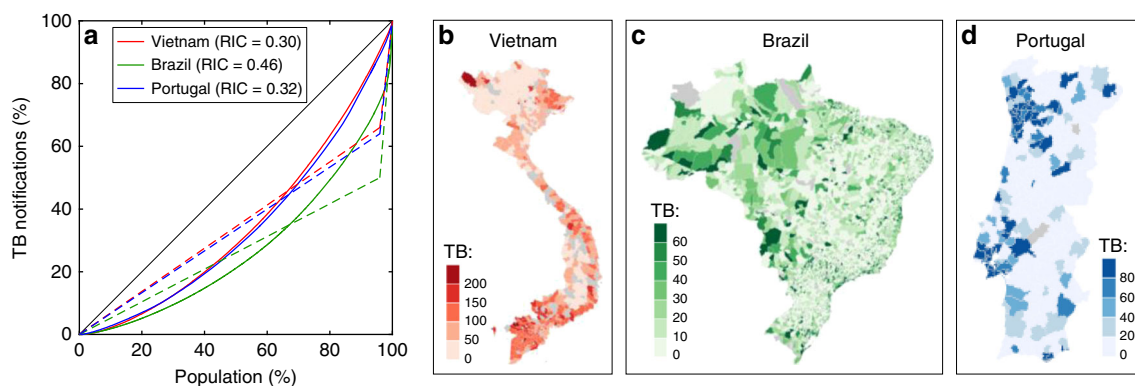 a
Vietnam (RIC = 0.30)
Brazil (RIC = 0.46)
Portugal (RIC = 0.32)
TB notifications (%)
100
80
60
40
20
0
0 20 40 60 80 100
Population (%)
b Vietnam
TB:
200
150
100
50
0
c Brazil
TB:
60
50
40
30
20
10
0
d Portugal
TB:
80
60
40
20
0